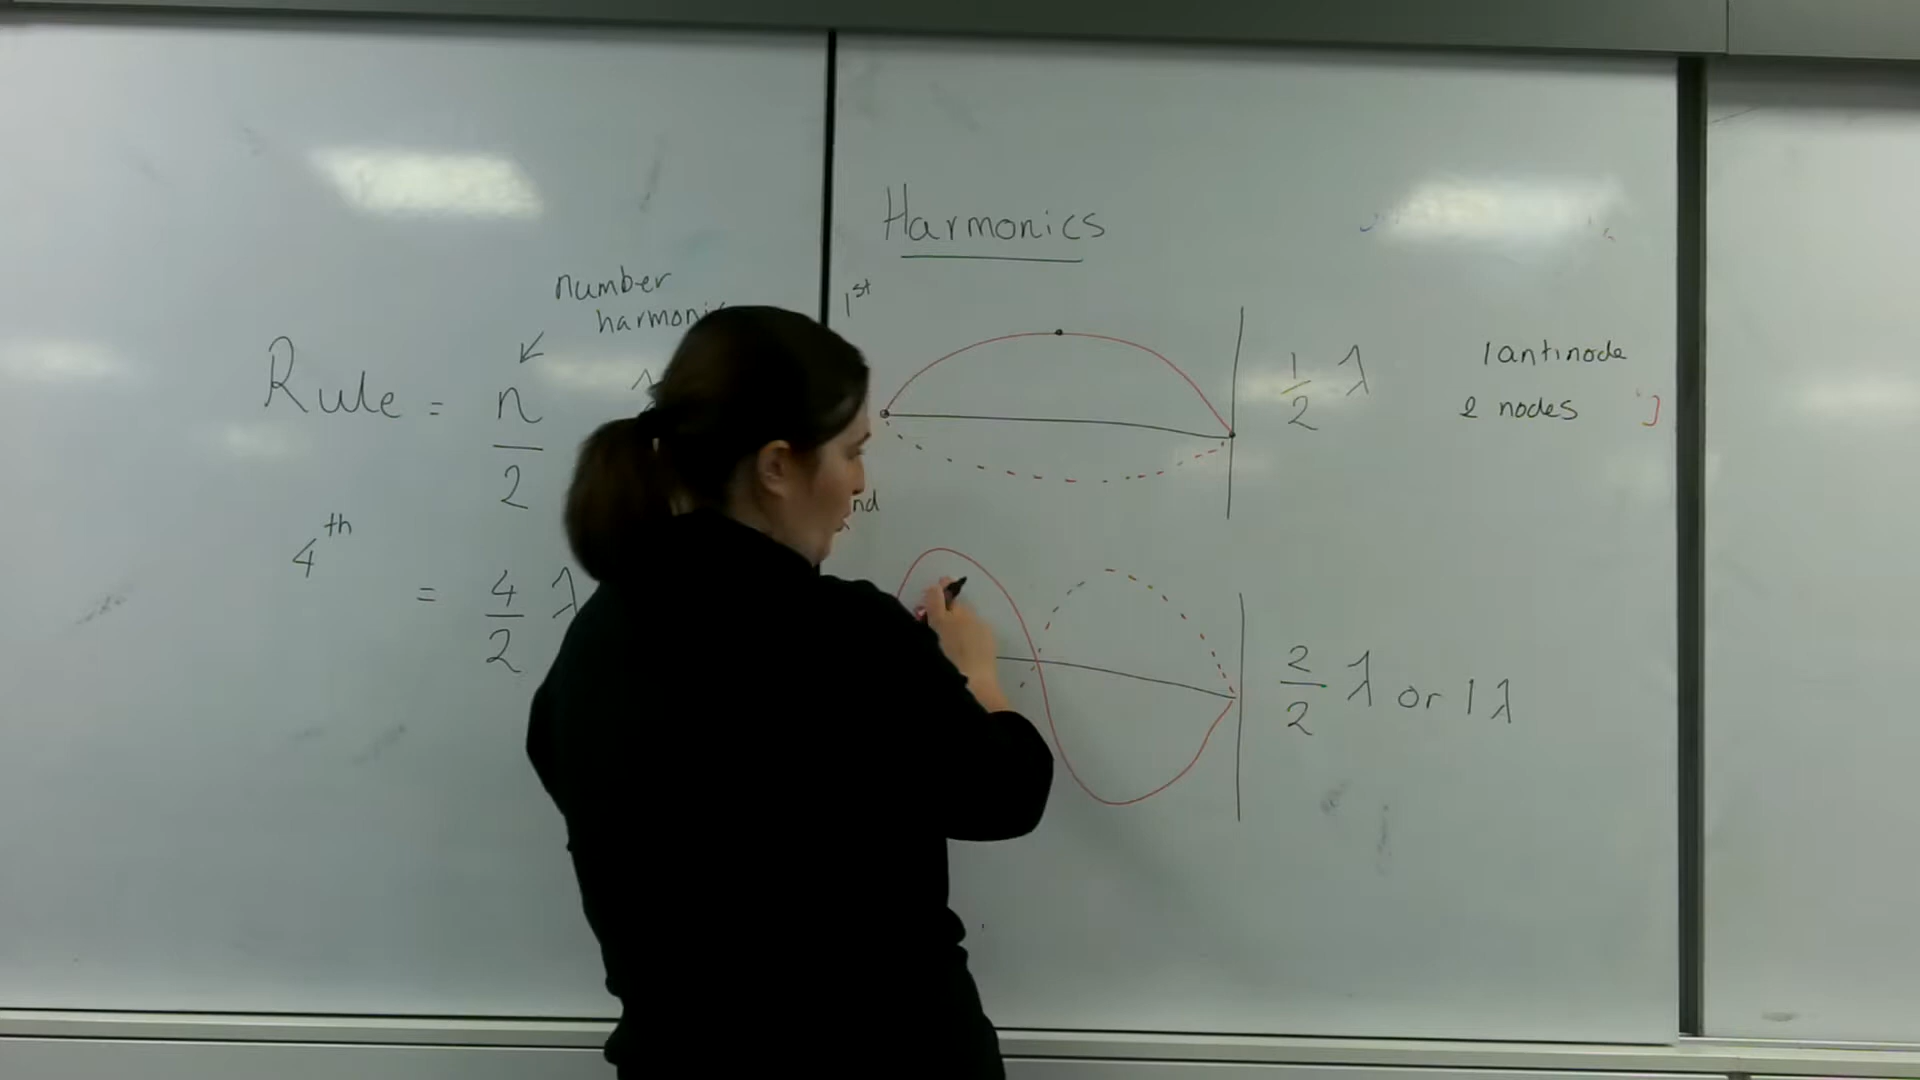 number
Rule = n/2
4th
= 4/2 λ
Harmonics
1st
1/2 λ
1 antinode
2 nodes
nd
2/2 λ or 1 λ